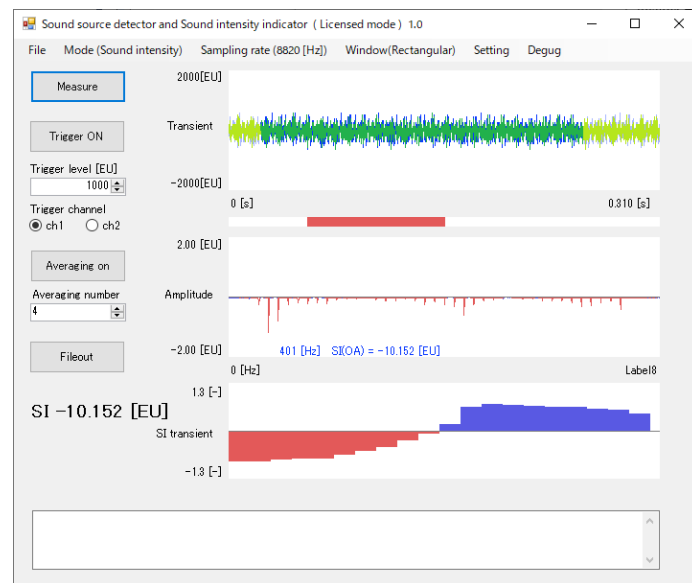 Sound source detector and Sound intensity indicator ( Licensed mode ) 1.0
File Mode (Sound intensity) Sampling rate (8820 [Hz]) Window(Rectangular) Setting Degug
Measure
2000[EU]
Trigger ON
Transient
Trigger level [EU]
1000
−2000[EU]
Trigger channel
0 [s] 0.310 [s]
ch1 ch2
2.00 [EU]
Averaging on
Averaging number
Amplitude
4
Fileout
−2.00 [EU]
401 [Hz] SI(OA) = −10.152 [EU]
0 [Hz] Label8
1.3 [-]
SI −10.152 [EU]
SI transient
−1.3 [-]